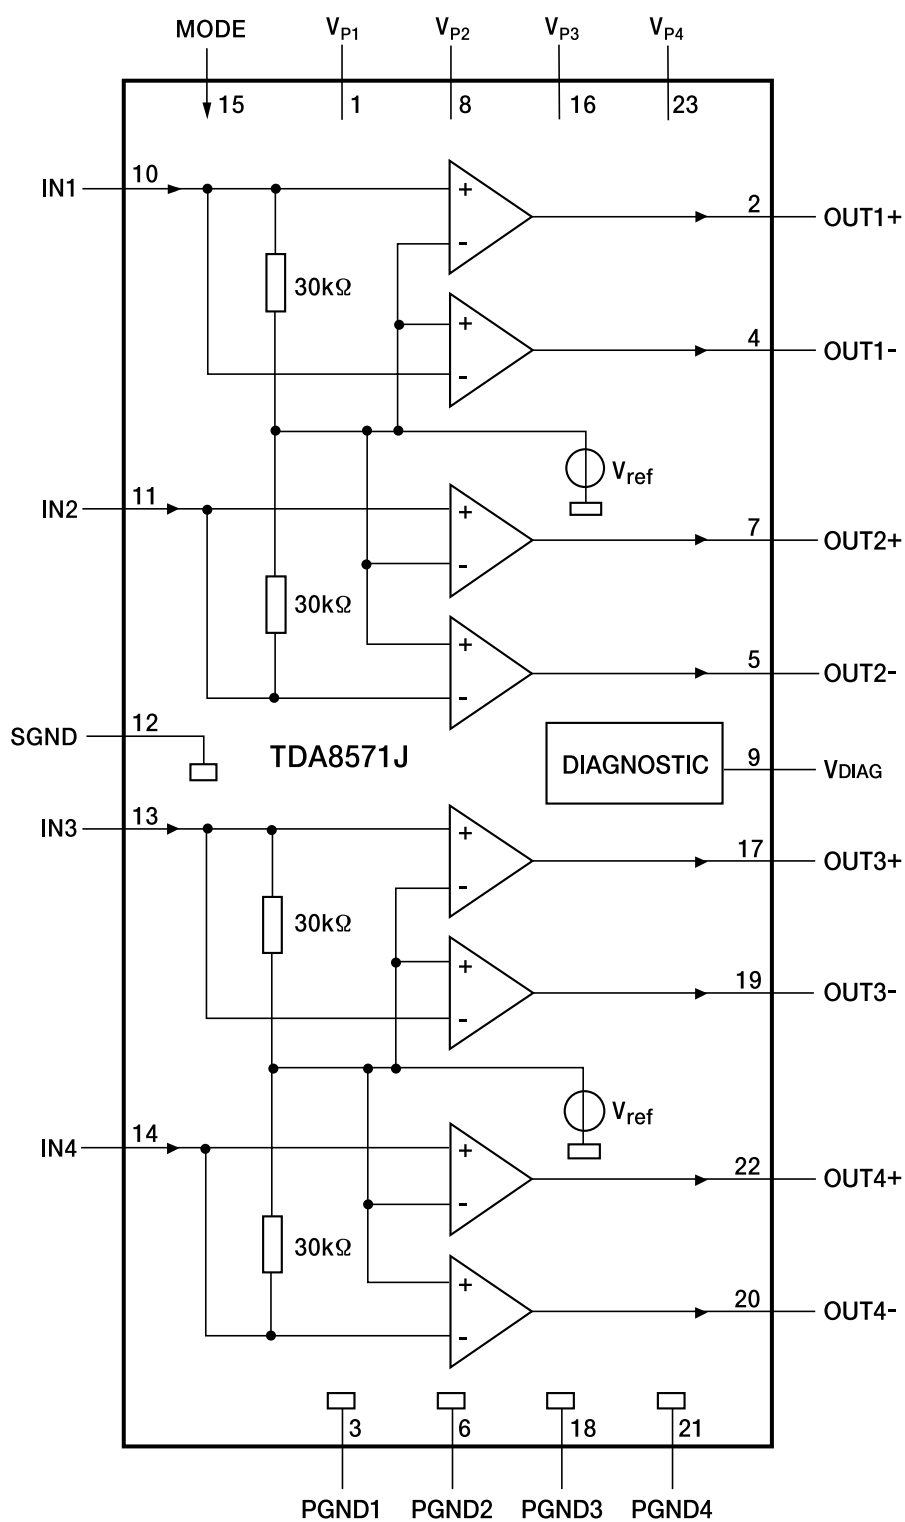 MODE VP1 VP2 VP3 VP4
15 1 8 16 23
IN1 10
+
-
2 OUT1+
30kΩ
+
-
4 OUT1-
Vref
IN2 11
+
-
7 OUT2+
30kΩ
+
-
5 OUT2-
SGND 12
TDA8571J
DIAGNOSTIC
9 VDIAG
IN3 13
+
-
17 OUT3+
30kΩ
+
-
19 OUT3-
Vref
IN4 14
+
-
22 OUT4+
30kΩ
+
-
20 OUT4-
3 6 18 21
PGND1 PGND2 PGND3 PGND4